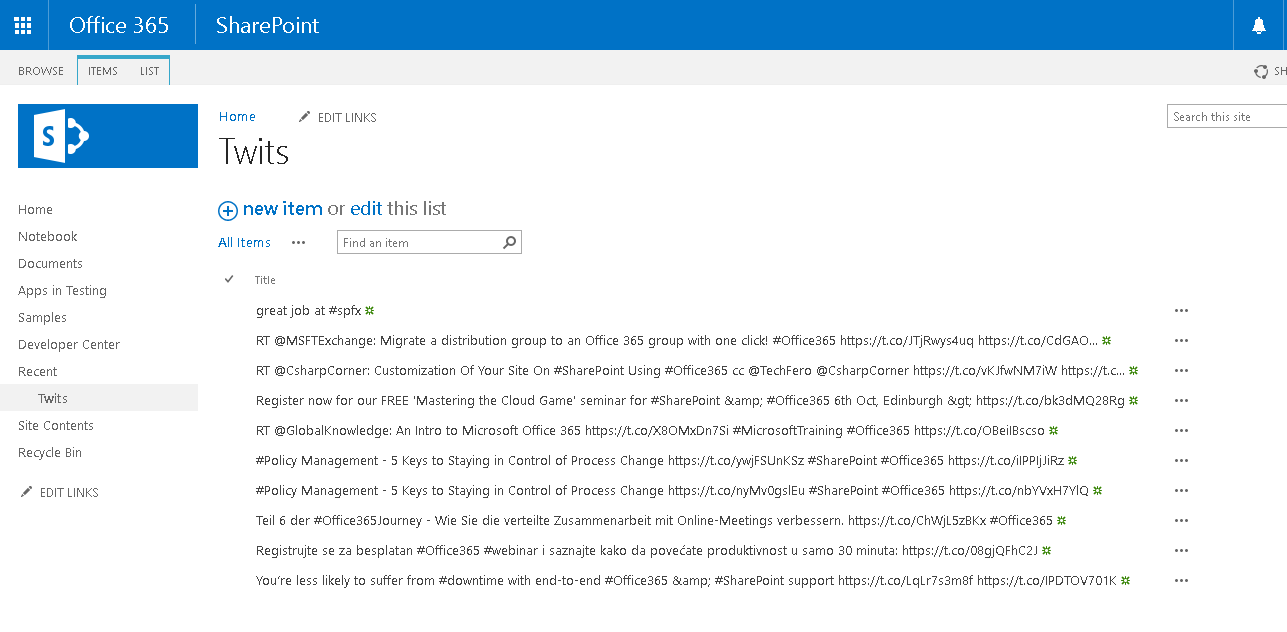 Office 365 SharePoint
BROWSE ITEMS LIST SH
S
Home EDIT LINKS Search this site
Twits
new item or edit this list
All Items ••• Find an item
Title
great job at #spfx
RT @MSFTExchange: Migrate a distribution group to an Office 365 group with one click! #Office365 https://t.co/JTjRwys4uq https://t.co/CdGAO...
RT @CsharpCorner: Customization Of Your Site On #SharePoint Using #Office365 cc @TechFero @CsharpCorner https://t.co/vKJfwNM7iW https://t.c...
Register now for our FREE 'Mastering the Cloud Game' seminar for #SharePoint &amp; #Office365 6th Oct, Edinburgh &gt; https://t.co/bk3dMQ28Rg
RT @GlobalKnowledge: An Intro to Microsoft Office 365 https://t.co/X8OMxDn7Si #MicrosoftTraining #Office365 https://t.co/OBeiIBscso
#Policy Management - 5 Keys to Staying in Control of Process Change https://t.co/ywjFSUnKSz #SharePoint #Office365 https://t.co/iIPPIjJiRz
#Policy Management - 5 Keys to Staying in Control of Process Change https://t.co/nyMv0gslEu #SharePoint #Office365 https://t.co/nbYVxH7YlQ
Teil 6 der #Office365Journey - Wie Sie die verteilte Zusammenarbeit mit Online-Meetings verbessern. https://t.co/ChWjL5zBKx #Office365
Registrujte se za besplatan #Office365 #webinar i saznajte kako da povećate produktivnost u samo 30 minuta: https://t.co/08gjQFhC2J
You're less likely to suffer from #downtime with end-to-end #Office365 &amp; #SharePoint support https://t.co/LqLr7s3m8f https://t.co/IPDTOV701K
Home
Notebook
Documents
Apps in Testing
Samples
Developer Center
Recent
Twits
Site Contents
Recycle Bin
EDIT LINKS